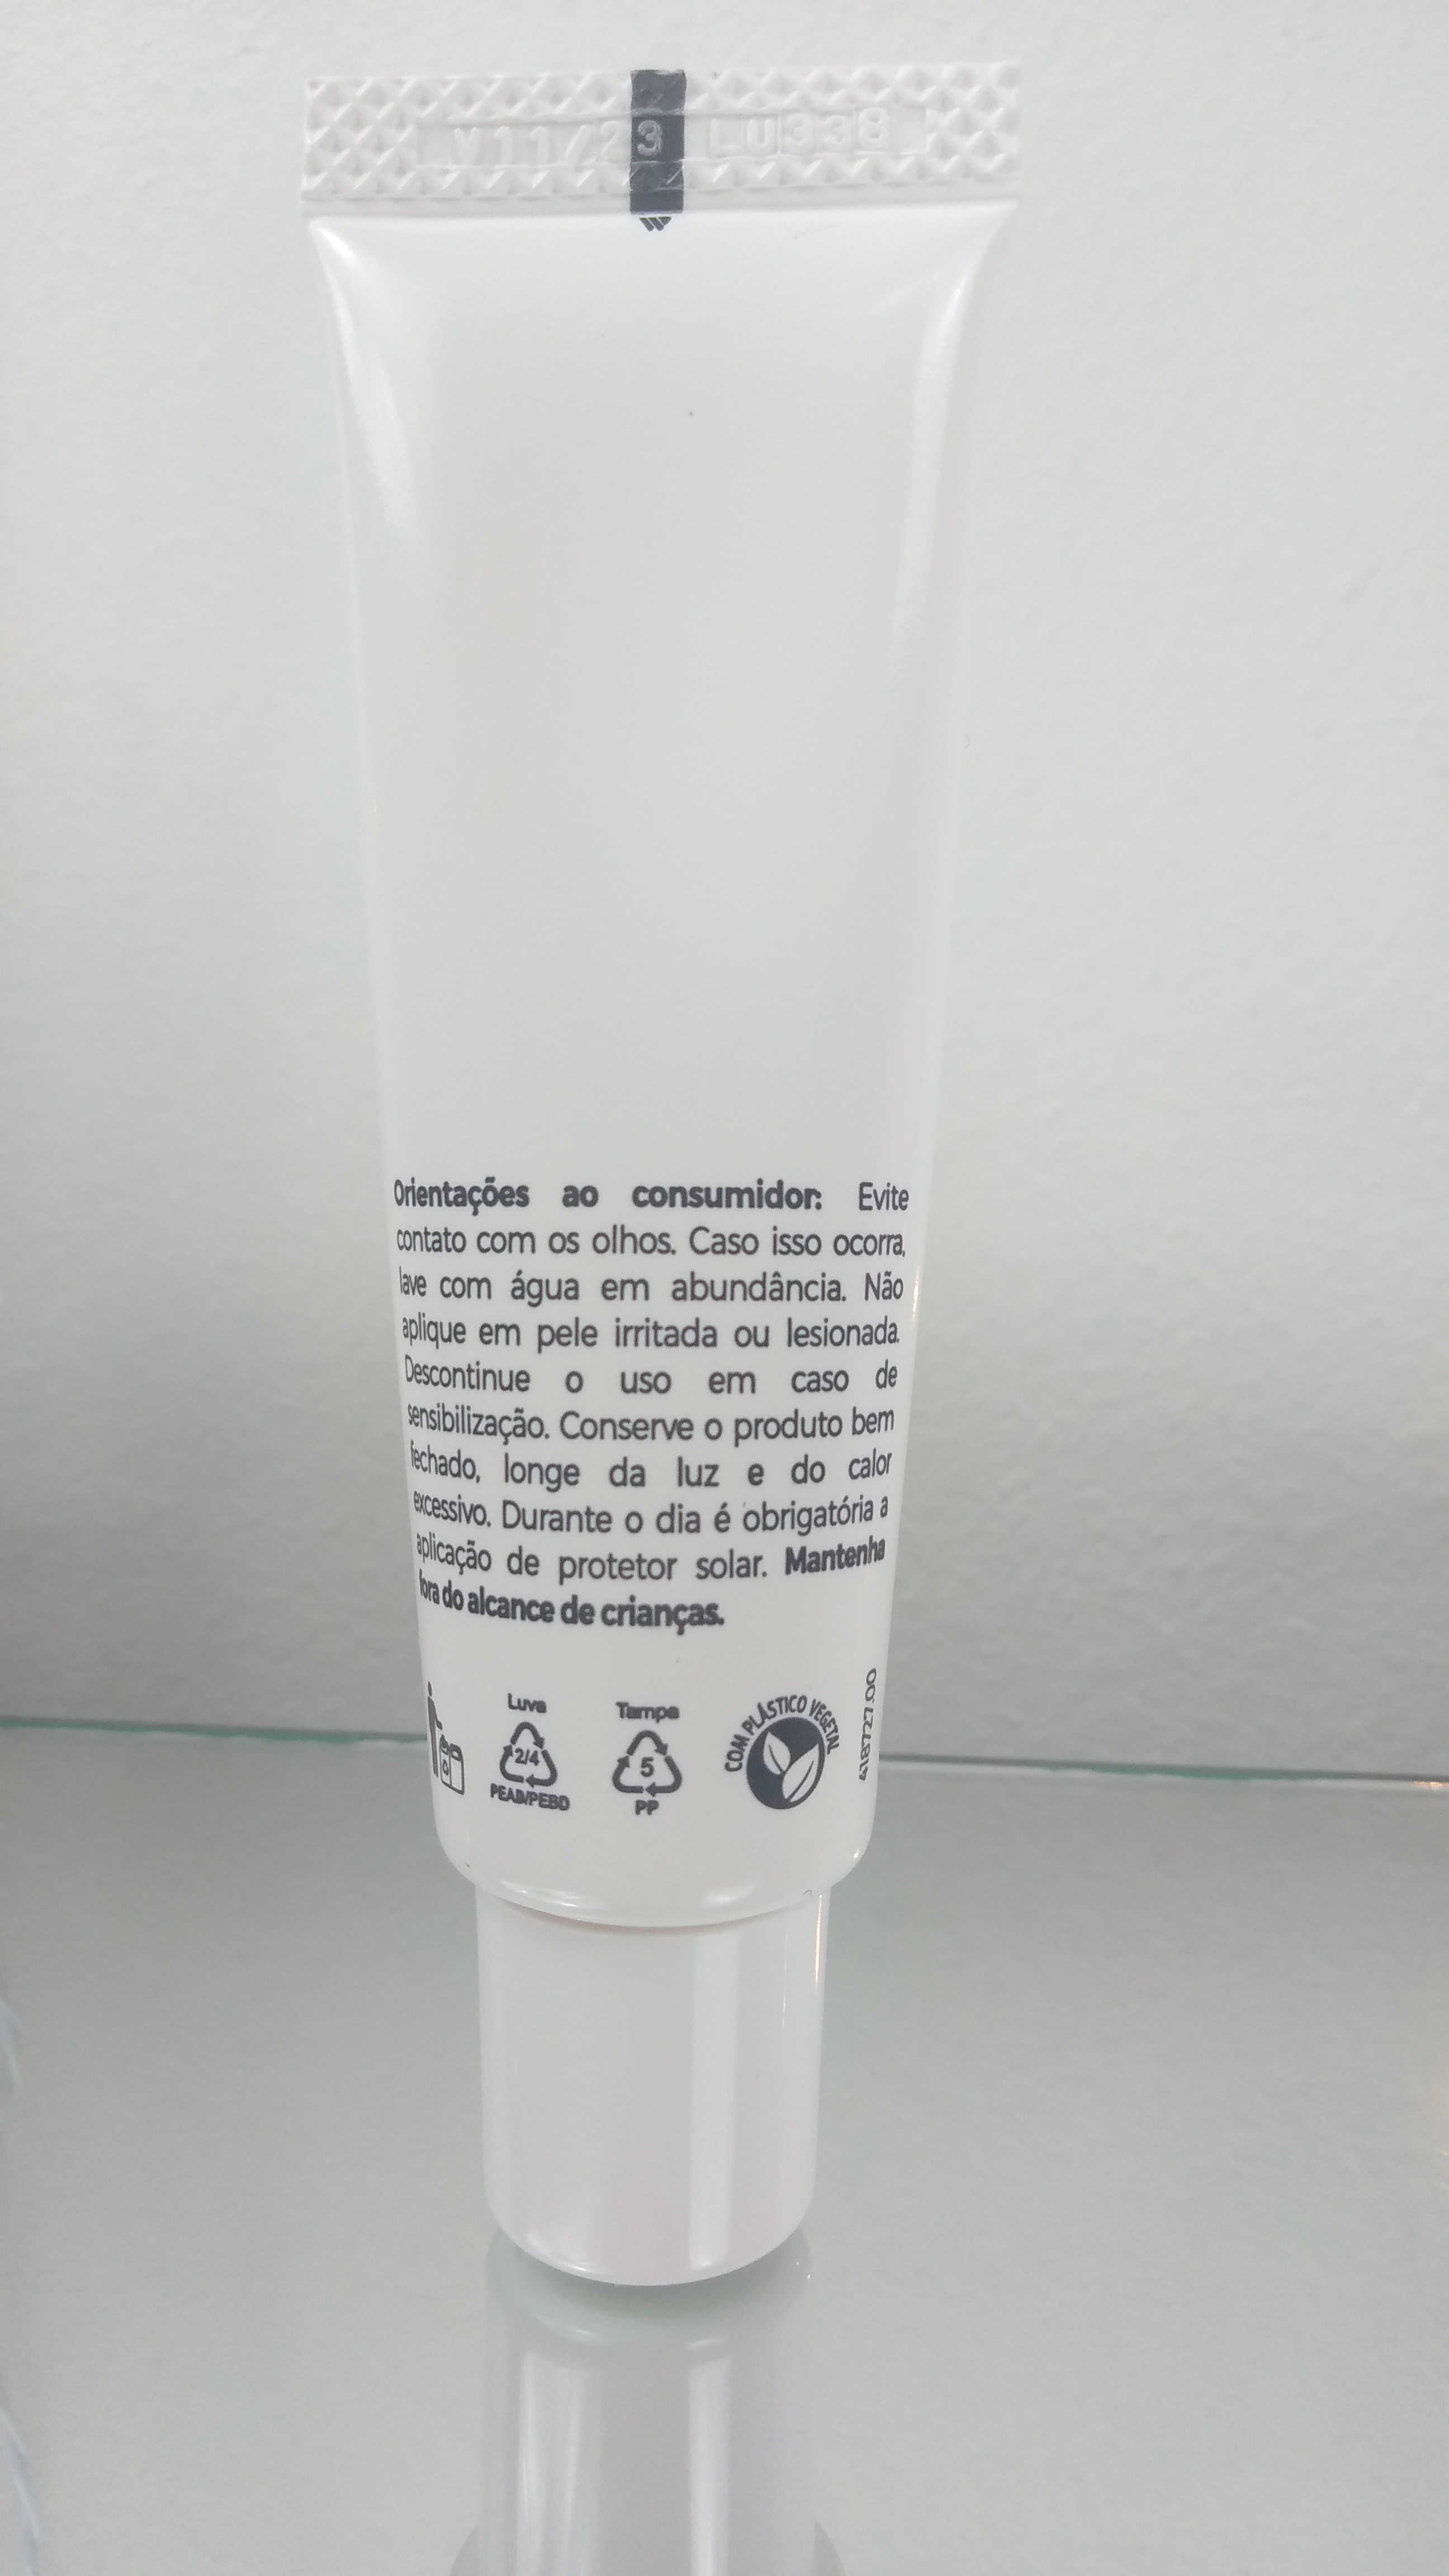 V11/23 LU338
Orientações ao consumidor: Evite
contato com os olhos. Caso isso ocorra,
lave com água em abundância. Não
aplique em pele irritada ou lesionada.
Descontinue o uso em caso de
sensibilização. Conserve o produto bem
fechado, longe da luz e do calor
excessivo. Durante o dia é obrigatória a
aplicação de protetor solar. Mantenha
fora do alcance de crianças.
Luva
2/4
PEAD/PEBD
Tampa
5
PP
COM PLÁSTICO VEGETAL
418727.00